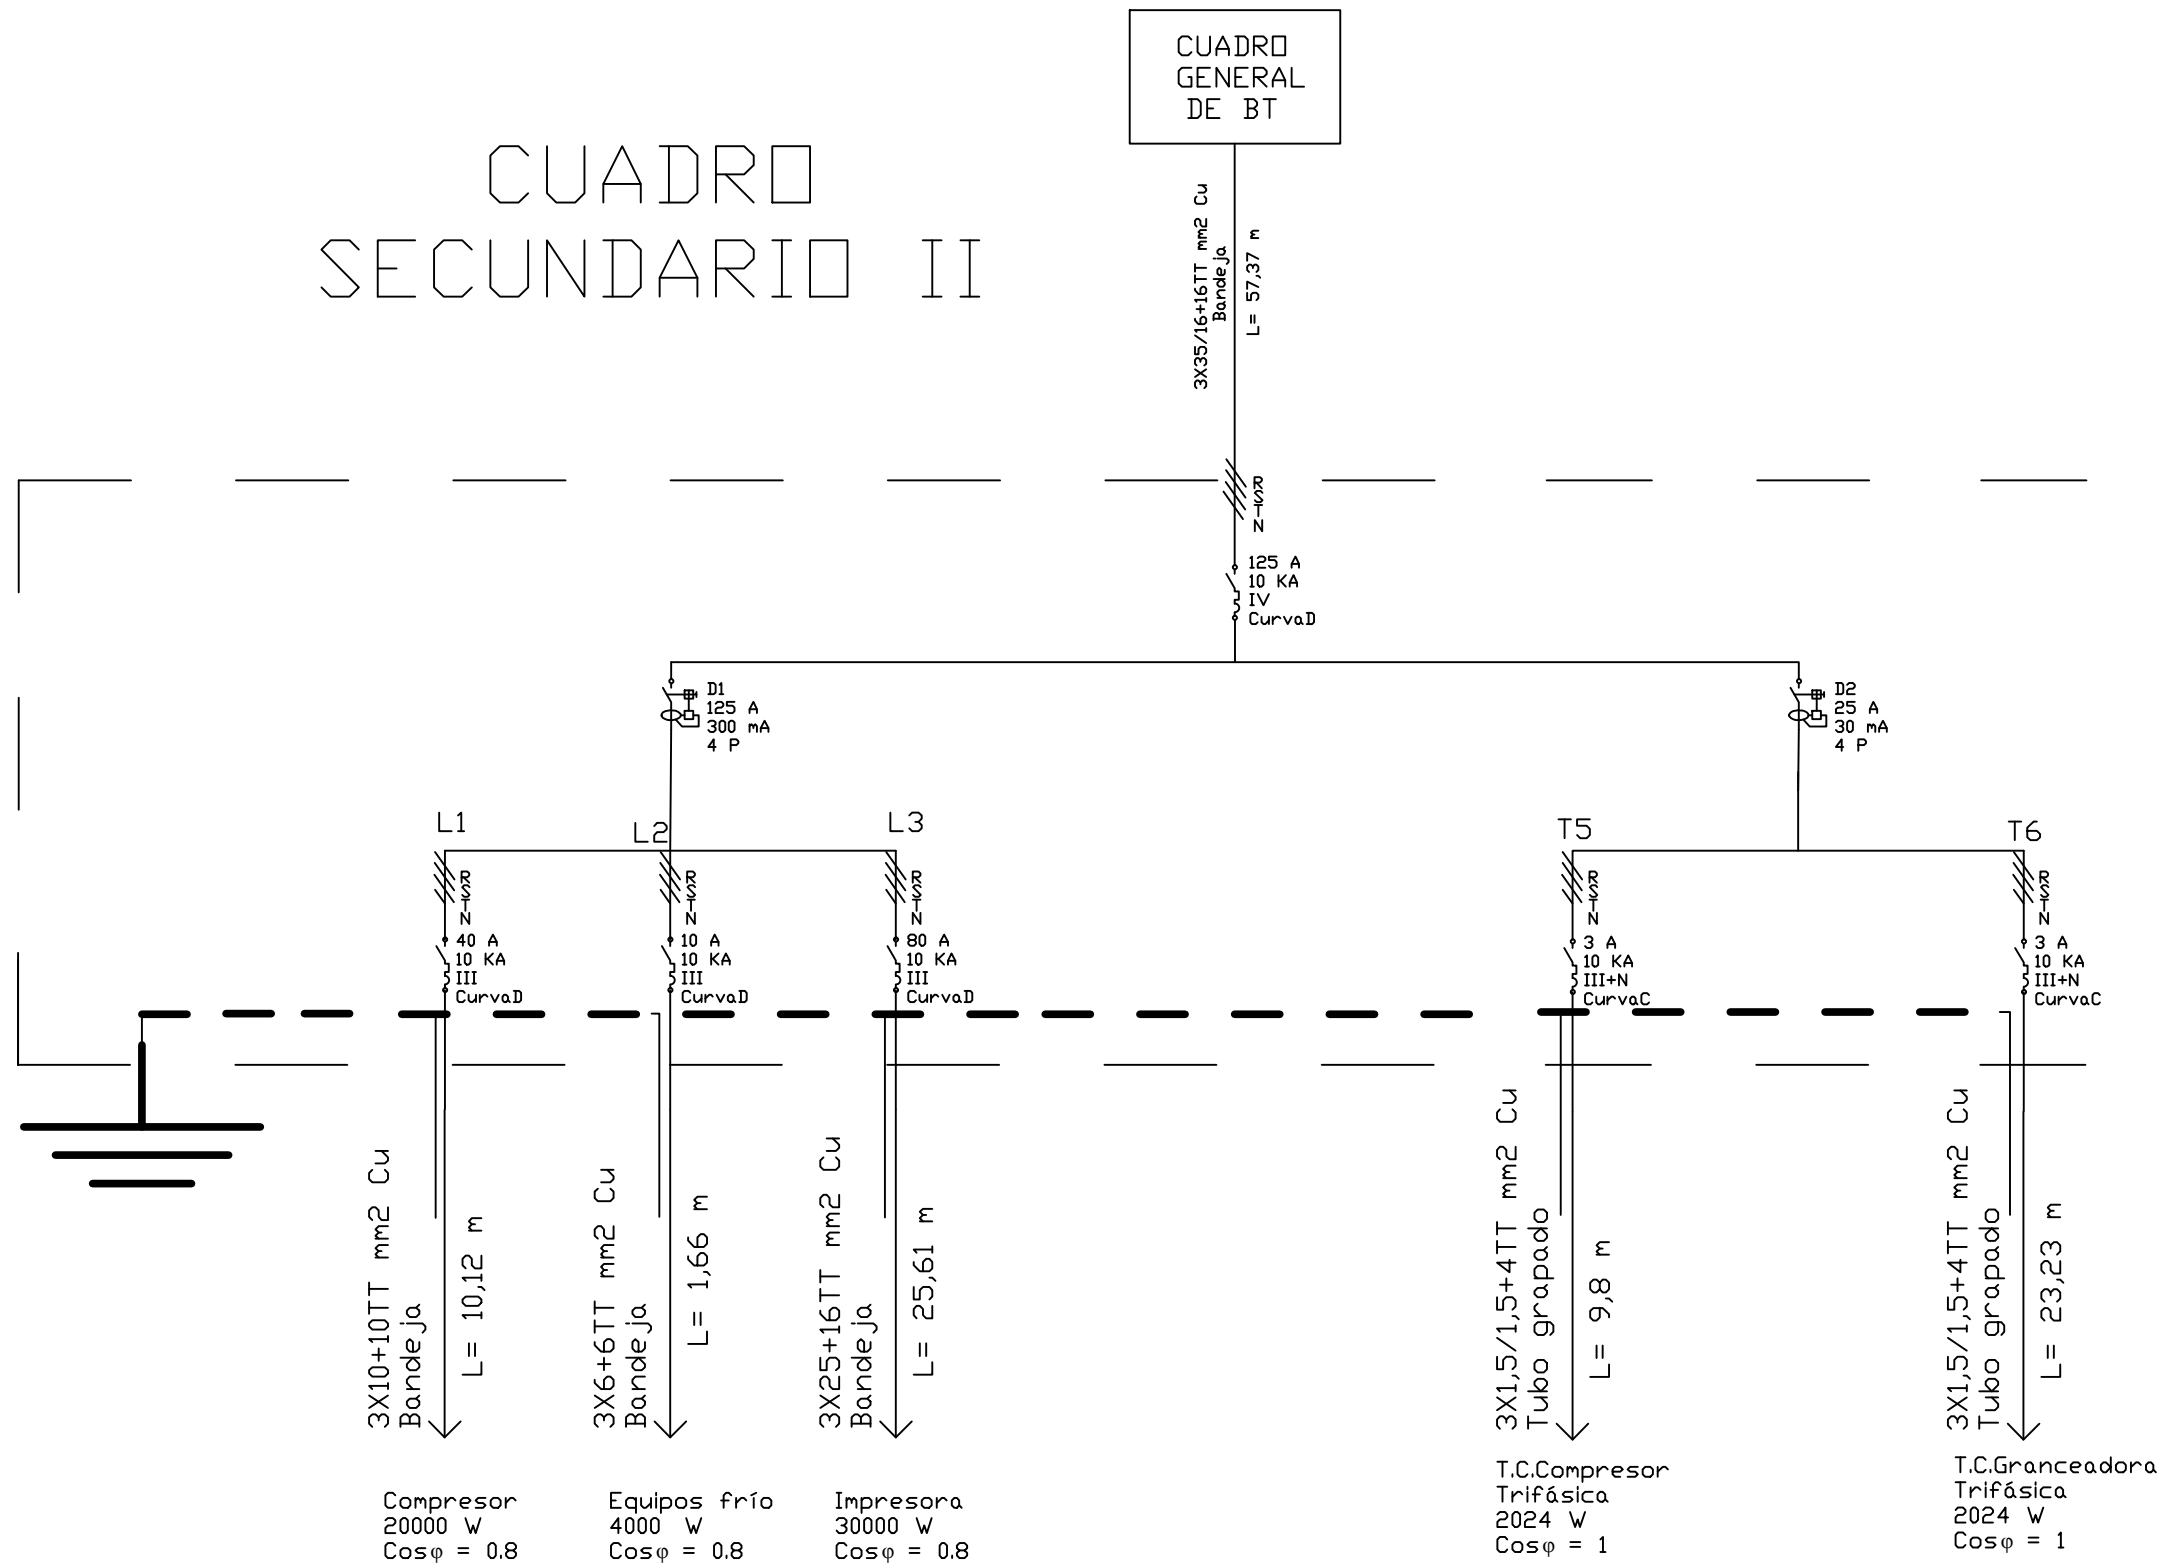 CUADRO
GENERAL
DE BT
CUADRO
SECUNDARIO II
3X35/16+16TT mm2 Cu
Bandeja
L= 57,37 m
R
S
T
N
125 A
10 KA
IV
CurvaD
D1
125 A
300 mA
4 P
D2
25 A
30 mA
4 P
L1
R
S
T
N
40 A
10 KA
III
CurvaD
L2
R
S
T
N
10 A
10 KA
III
CurvaD
L3
R
S
T
N
80 A
10 KA
III
CurvaD
T5
R
S
T
N
3 A
10 KA
III+N
CurvaC
T6
R
S
T
N
3 A
10 KA
III+N
CurvaC
3X10+10TT mm2 Cu
Bandeja
L= 10,12 m
3X6+6TT mm2 Cu
Bandeja
L= 1,66 m
3X25+16TT mm2 Cu
Bandeja
L= 25,61 m
3X1,5/1,5+4TT mm2 Cu
Tubo grapado
L= 9,8 m
3X1,5/1,5+4TT mm2 Cu
Tubo grapado
L= 23,23 m
Compresor
20000 W
Cosφ = 0.8
Equipos frío
4000 W
Cosφ = 0.8
Impresora
30000 W
Cosφ = 0.8
T.C.Compresor
Trifásica
2024 W
Cosφ = 1
T.C.Granceadora
Trifásica
2024 W
Cosφ = 1